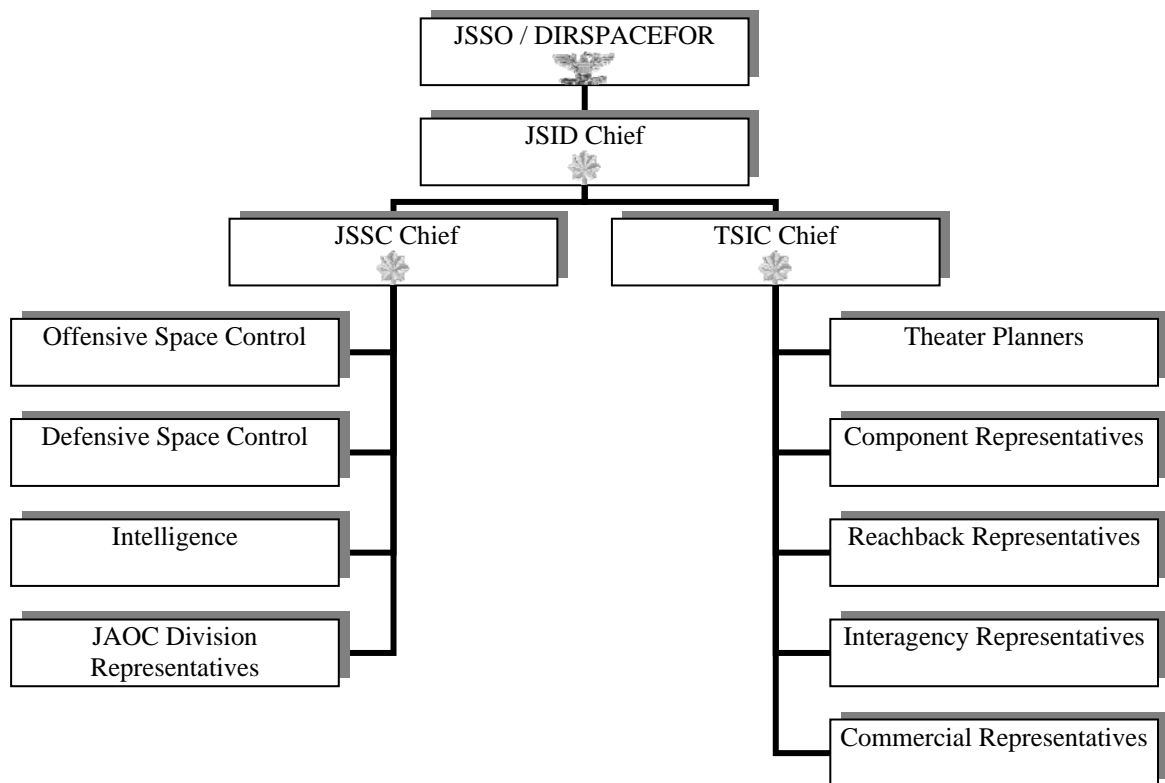 JSSO / DIRSPACEFOR
JSID Chief
JSSC Chief
TSIC Chief
Offensive Space Control
Defensive Space Control
Intelligence
JAOC Division
Representatives
Theater Planners
Component Representatives
Reachback Representatives
Interagency Representatives
Commercial Representatives